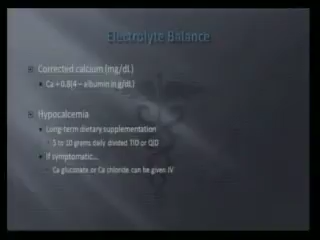 Electrolyte Balance
Corrected calcium (mg/dL)
Ca + 0.8(4 – albumin in g/dL)
Hypocalcemia
Long-term dietary supplementation
to 10 grams daily divided TID or QID
If symptomatic...
Ca gluconate or Ca chloride can be given IV